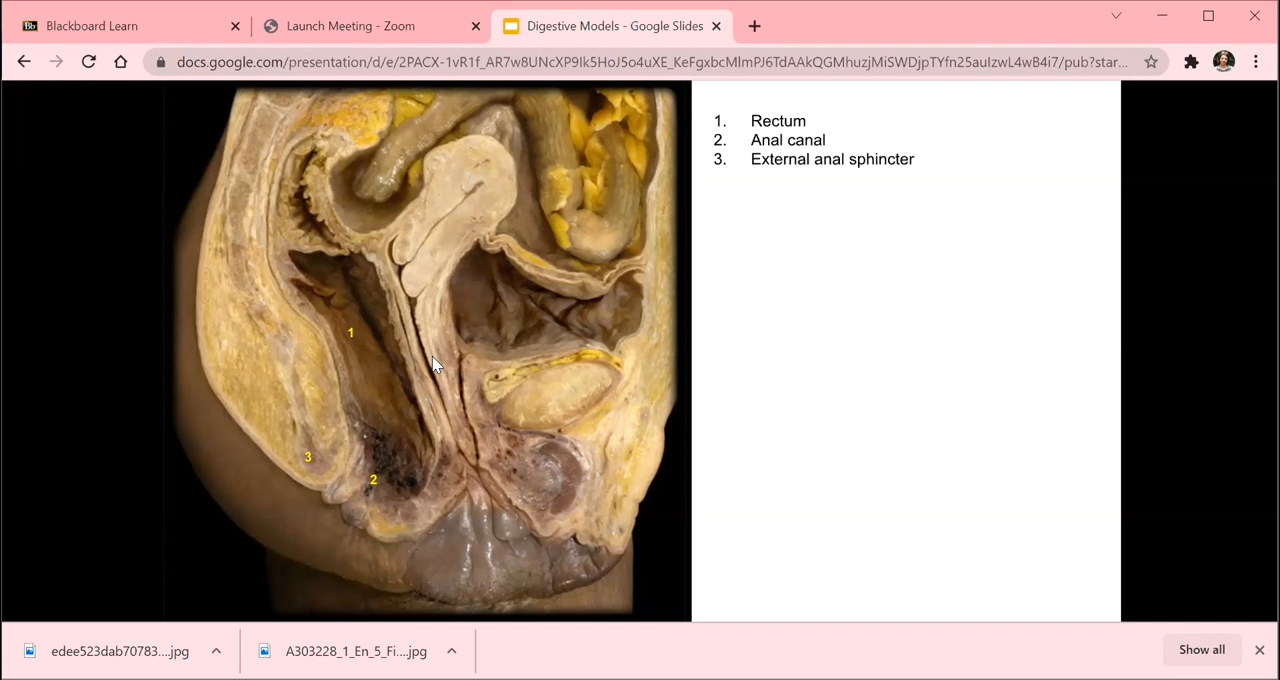 Blackboard Learn
Launch Meeting - Zoom
Digestive Models - Google Slides
docs.google.com/presentation/d/e/2PACX-1vR1f_AR7w8UNcXP9Ik5HoJ5o4uXE_KeFgxbcMlmPJ6TdAAkQGMhuzjMiSWDjpTYfn25auIzwL4wB4i7/pub?star...
1. Rectum
2. Anal canal
3. External anal sphincter
1
3
2
edee523dab70783....jpg
A303228_1_En_5_Fi....jpg
Show all